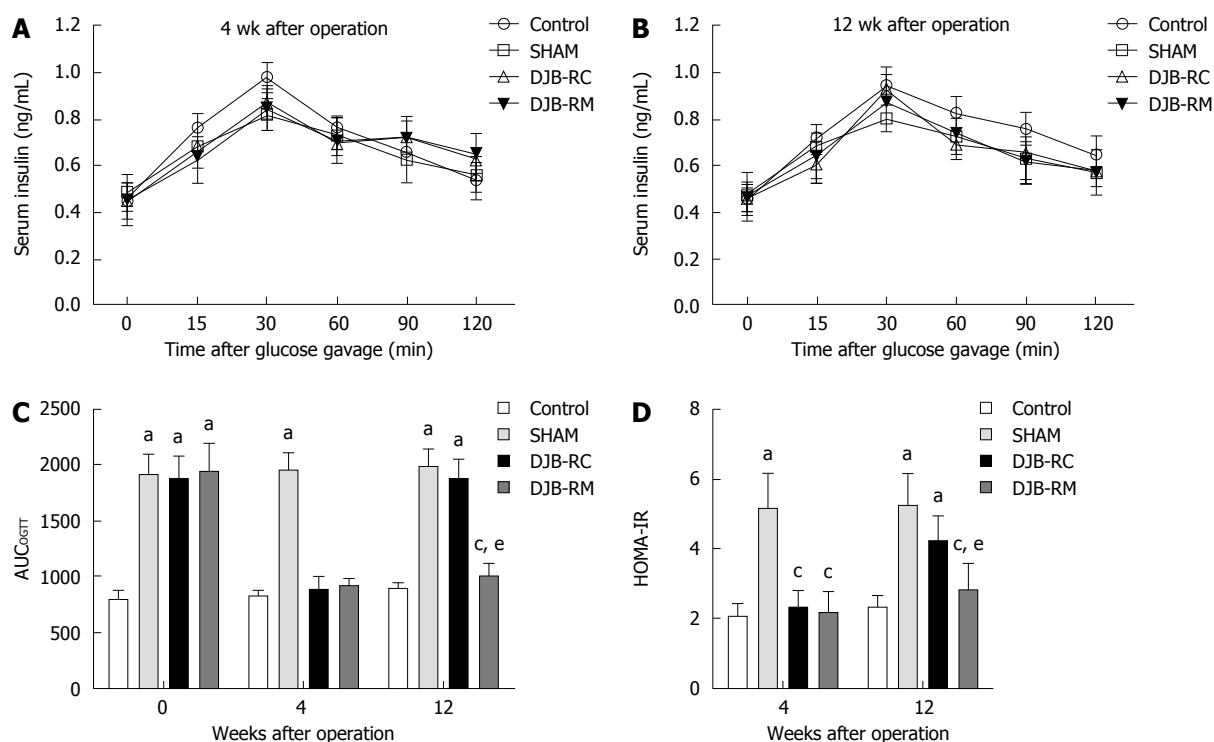 A
4 wk after operation
Control
SHAM
DJB-RC
DJB-RM
Serum insulin (ng/mL)
1.2
1.0
0.8
0.6
0.4
0.2
0.0
0 15 30 60 90 120
Time after glucose gavage (min)
B
12 wk after operation
Control
SHAM
DJB-RC
DJB-RM
Serum insulin (ng/mL)
1.2
1.0
0.8
0.6
0.4
0.2
0.0
0 15 30 60 90 120
Time after glucose gavage (min)
C
Control
SHAM
DJB-RC
DJB-RM
AUCOGTT
2500
2000
1500
1000
500
0
a a a a a a c, e
0 4 12
Weeks after operation
D
Control
SHAM
DJB-RC
DJB-RM
HOMA-IR
8
6
4
2
0
a c c a a c, e
4 12
Weeks after operation